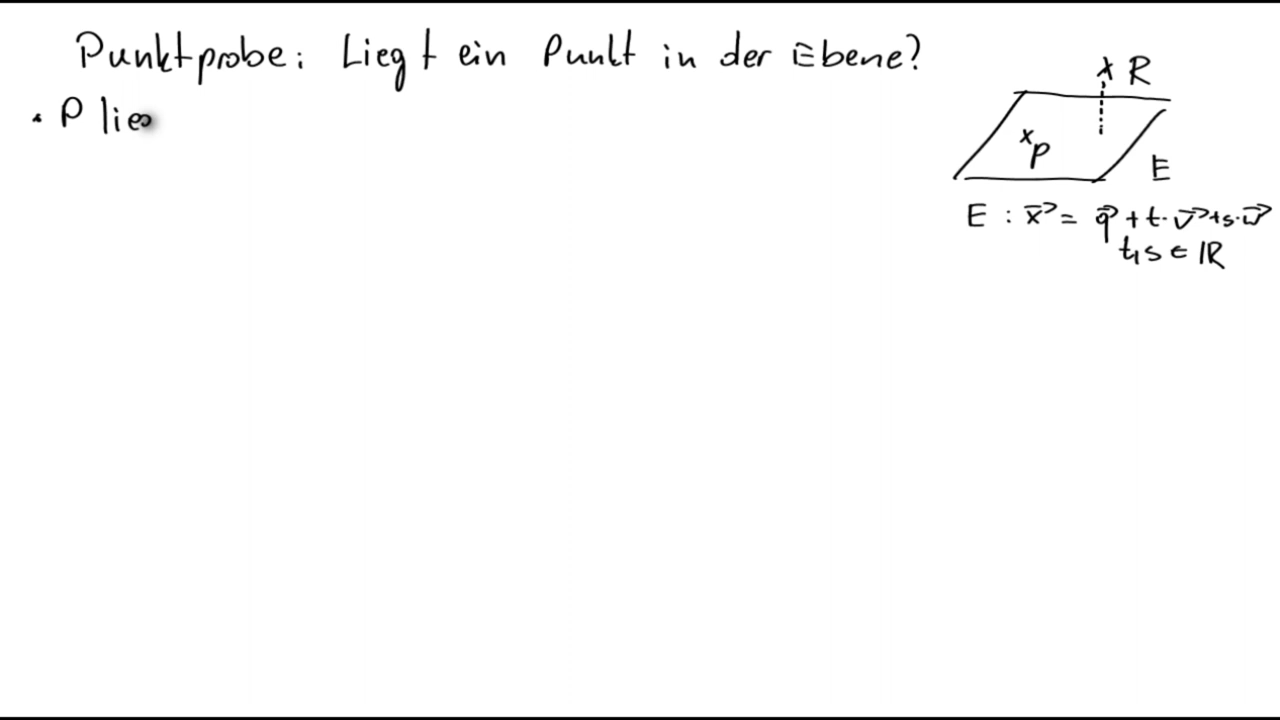 Punktprobe: Liegt ein Punkt in der Ebene?
• P lie
x R
x P
E
E : x⃗ = q⃗ + t · v⃗ + s · w⃗
t, s ∈ ℝ